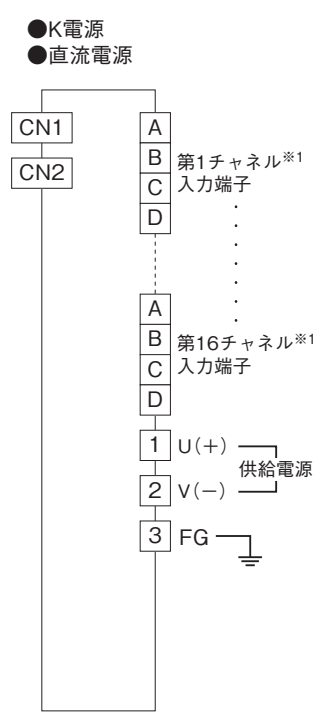 ●K電源
●直流電源
CN1
CN2
A
B
C
D
第1チャネル※1
入力端子
A
B
C
D
第16チャネル※1
入力端子
1 U(+)
2 V(−)
供給電源
3 FG